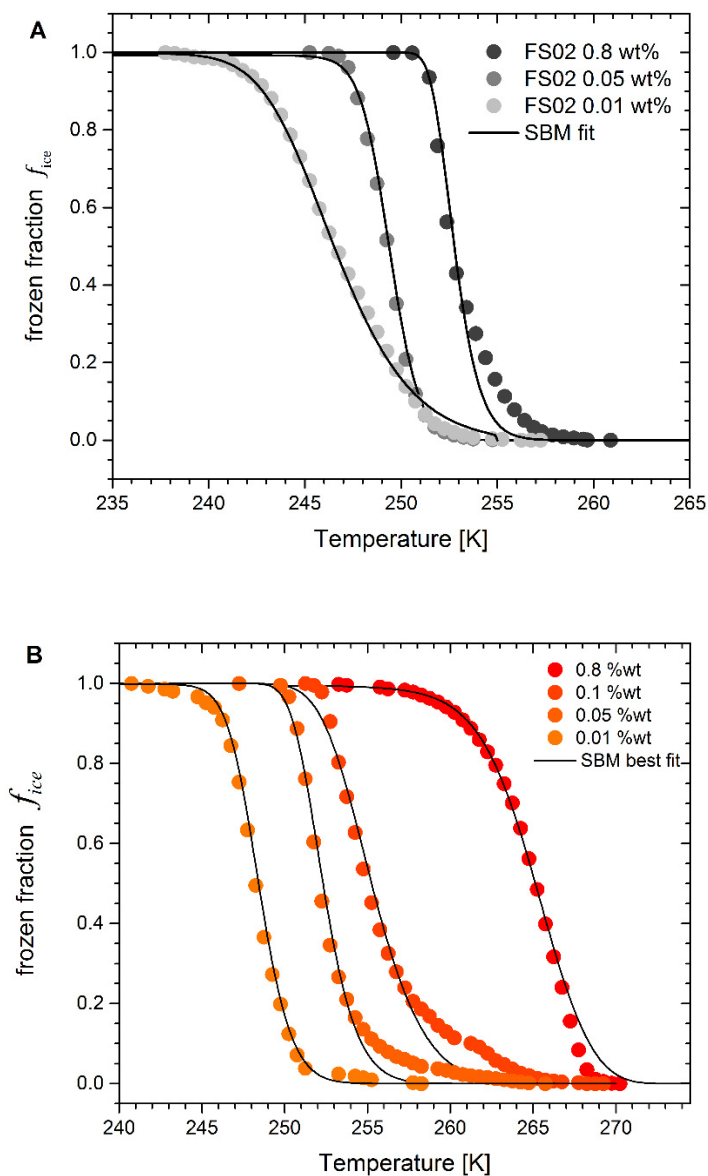 A
1.0
0.8
0.6
0.4
0.2
0.0
frozen fraction f_ice
FS02 0.8 wt%
FS02 0.05 wt%
FS02 0.01 wt%
SBM fit
235 240 245 250 255 260 265
Temperature [K]
B
1.0
0.8
0.6
0.4
0.2
0.0
frozen fraction f_ice
0.8 %wt
0.1 %wt
0.05 %wt
0.01 %wt
SBM best fit
240 245 250 255 260 265 270
Temperature [K]